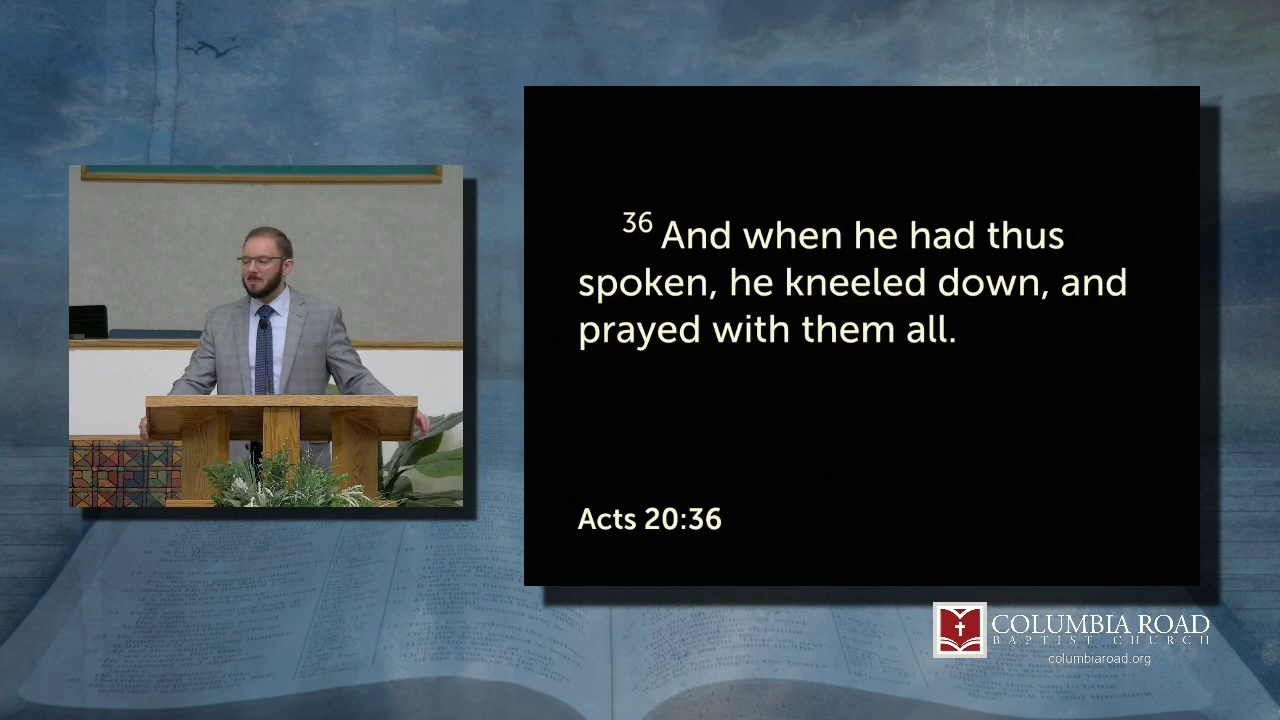 36 And when he had thus
spoken, he kneeled down, and
prayed with them all.
Acts 20:36
COLUMBIA ROAD
BAPTIST CHURCH
columbiaroad.org